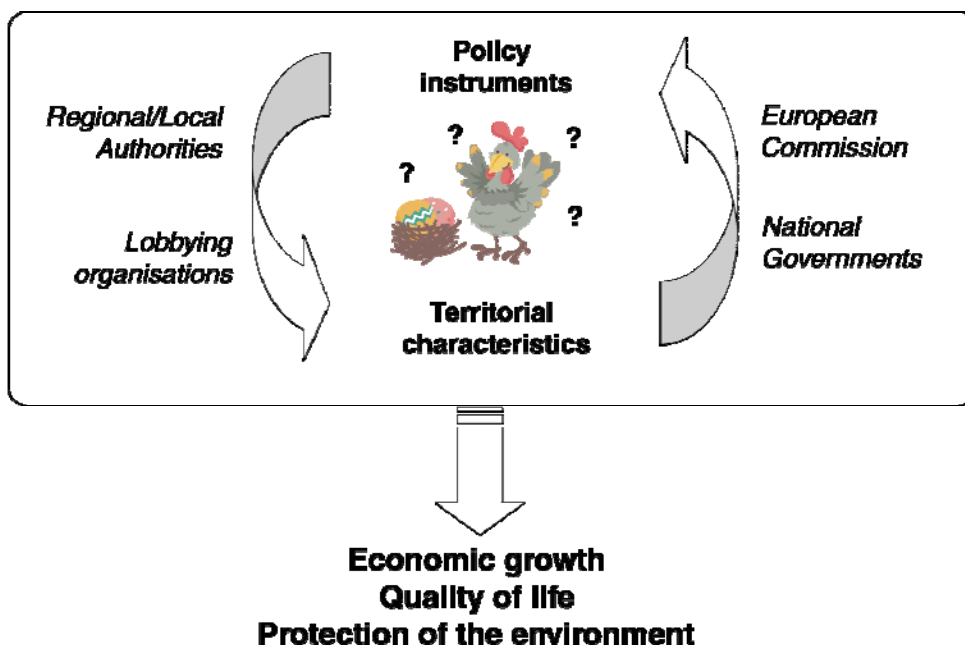 Policy
instruments
Regional/Local
Authorities
European
Commission
?
?
?
?
Lobbying
organisations
National
Governments
Territorial
characteristics
Economic growth
Quality of life
Protection of the environment